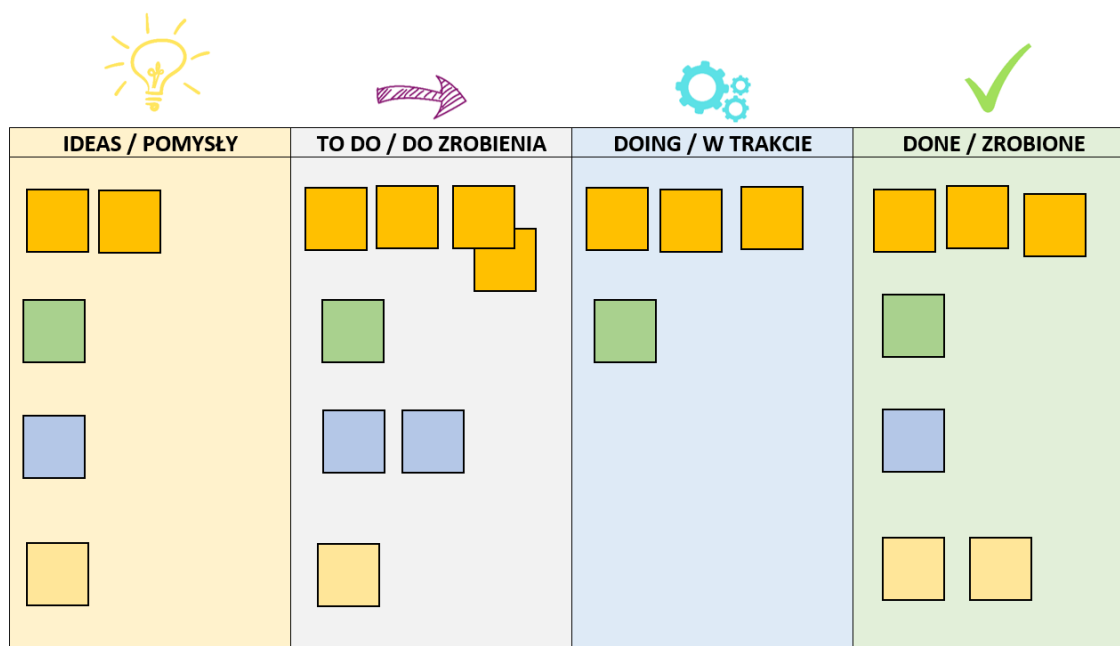 IDEAS / POMYSŁY
TO DO / DO ZROBIENIA
DOING / W TRAKCIE
DONE / ZROBIONE